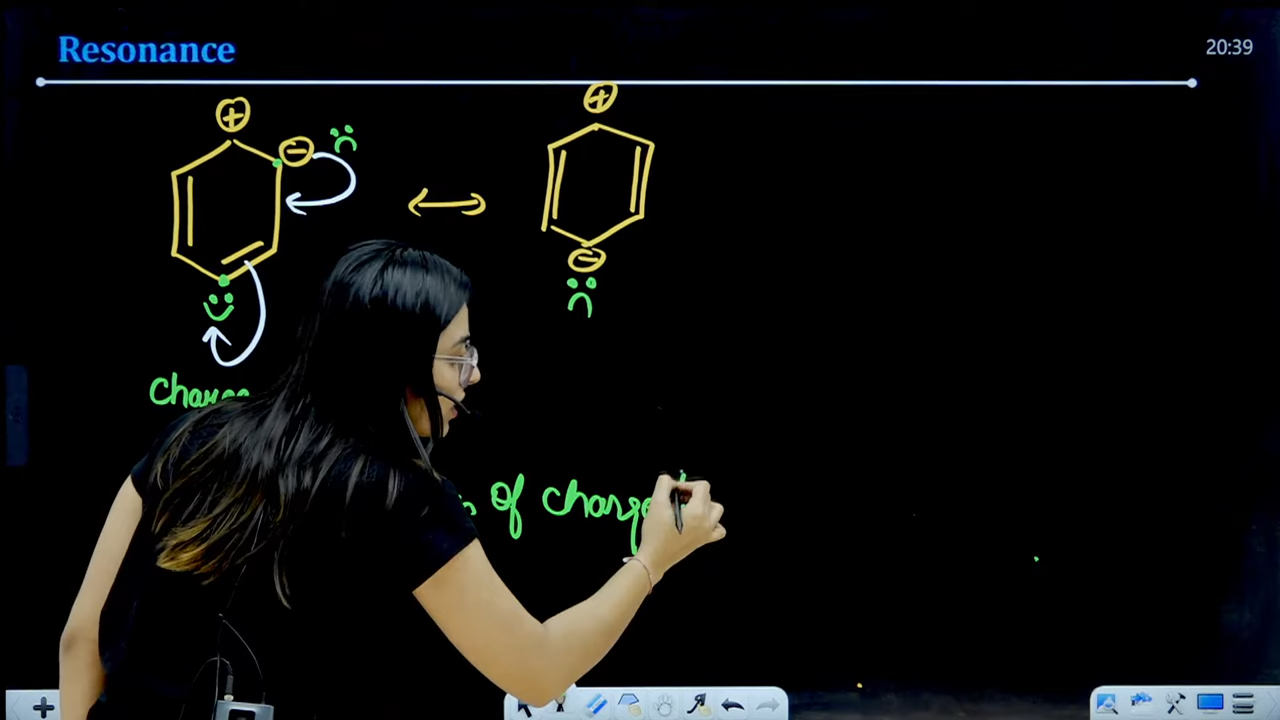 Resonance
20:39
+
−
+
−
of charge